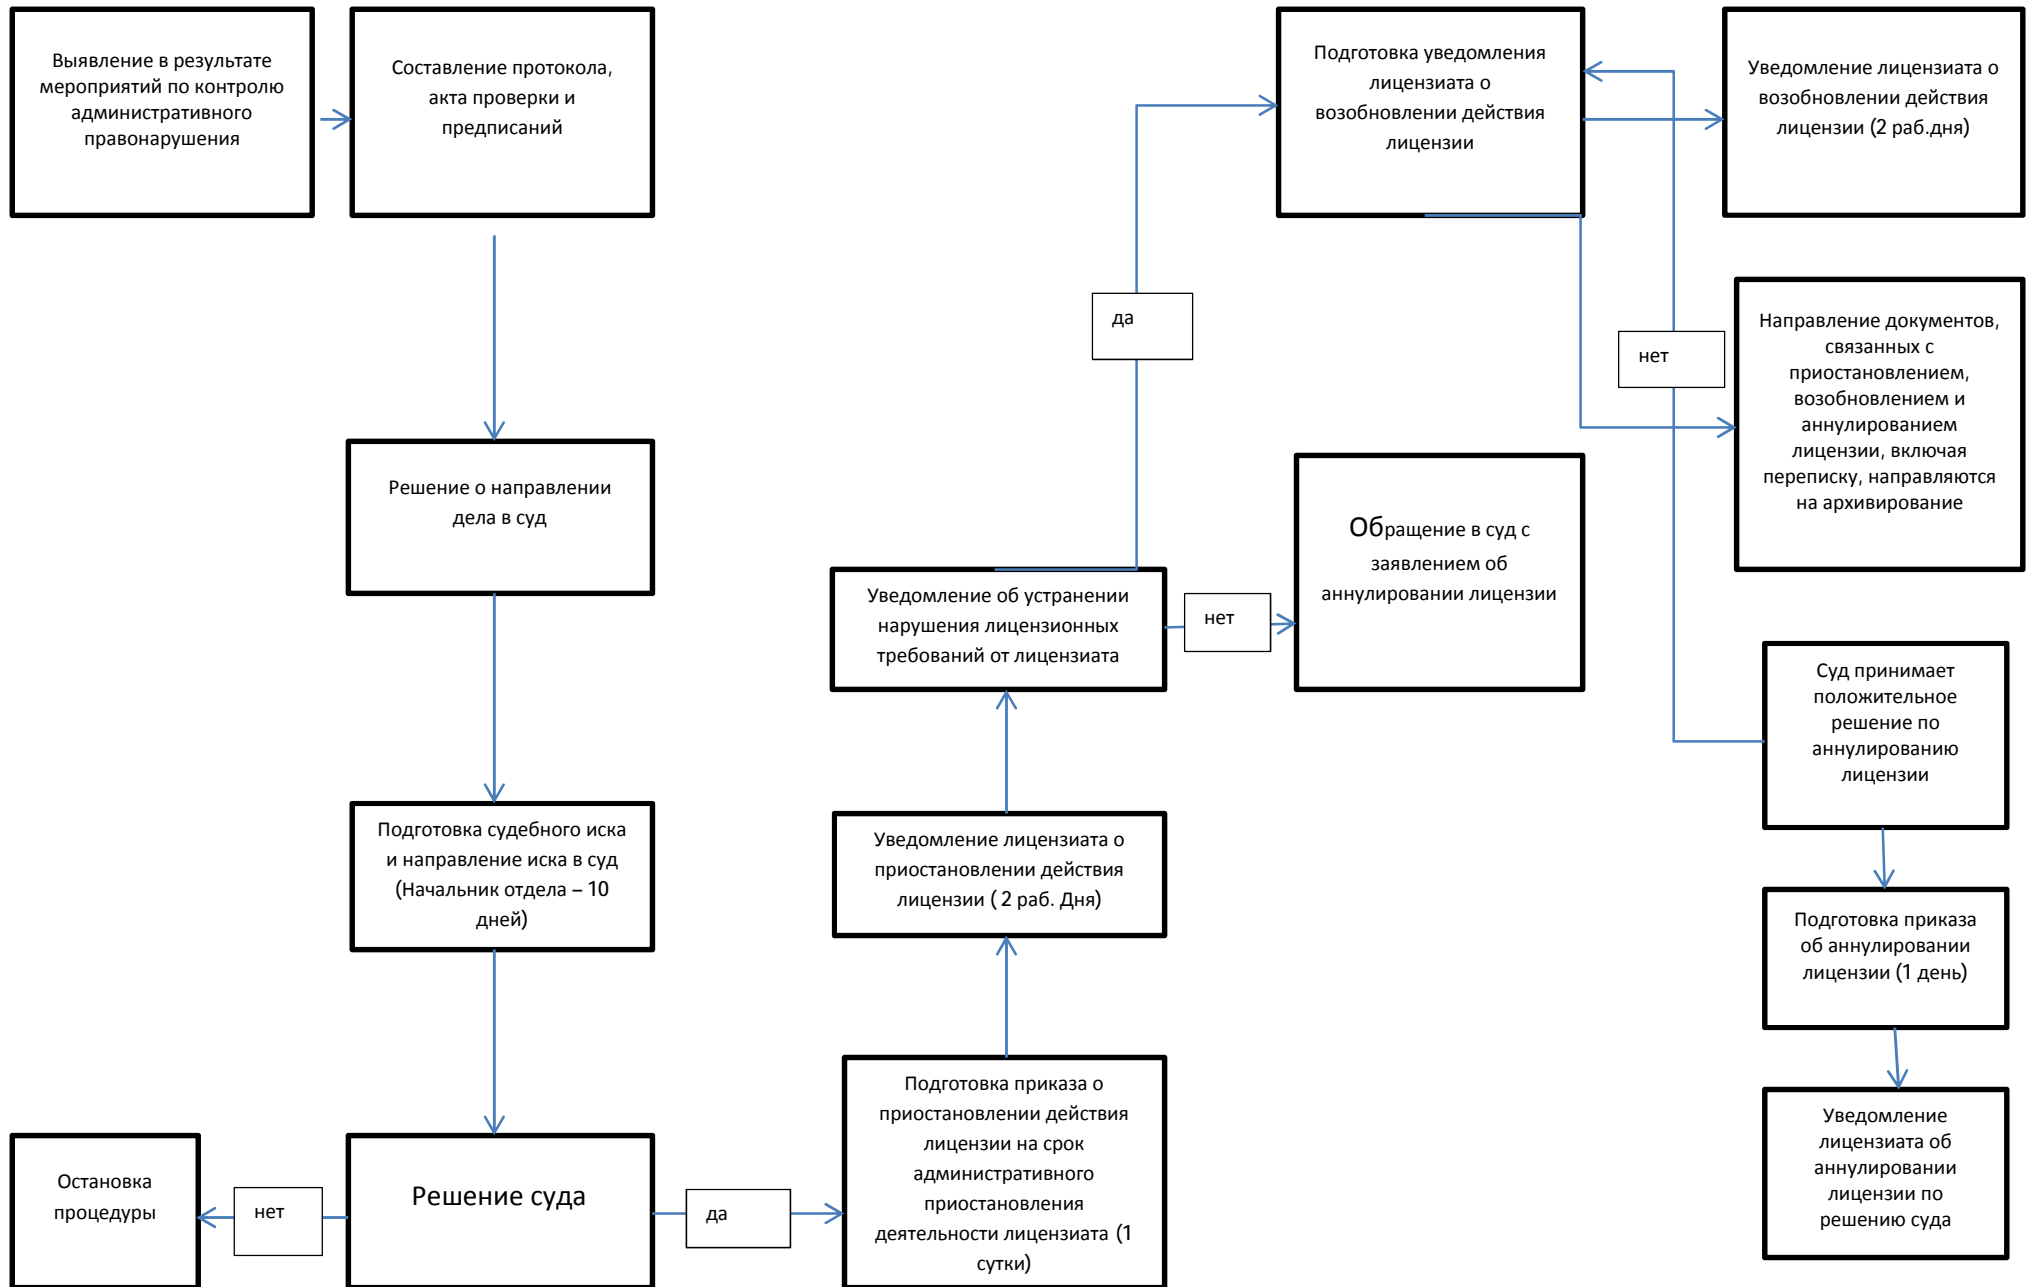 Выявление в результате
мероприятий по контролю
административного
правонарушения
Составление протокола,
акта проверки и
предписаний
Решение о направлении
дела в суд
Подготовка судебного иска
и направление иска в суд
(Начальник отдела – 10
дней)
Решение суда
нет
Остановка
процедуры
да
Подготовка приказа о
приостановлении действия
лицензии на срок
административного
приостановления
деятельности лицензиата (1
сутки)
Уведомление лицензиата о
приостановлении действия
лицензии ( 2 раб. Дня)
Уведомление об устранении
нарушения лицензионных
требований от лицензиата
нет
Обращение в суд с
заявлением об
аннулировании лицензии
да
Подготовка уведомления
лицензиата о
возобновлении действия
лицензии
Уведомление лицензиата о
возобновлении действия
лицензии (2 раб.дня)
нет
Направление документов,
связанных с
приостановлением,
возобновлением и
аннулированием
лицензии, включая
переписку, направляются
на архивирование
Суд принимает
положительное
решение по
аннулированию
лицензии
Подготовка приказа
об аннулировании
лицензии (1 день)
Уведомление
лицензиата об
аннулировании
лицензии по
решению суда